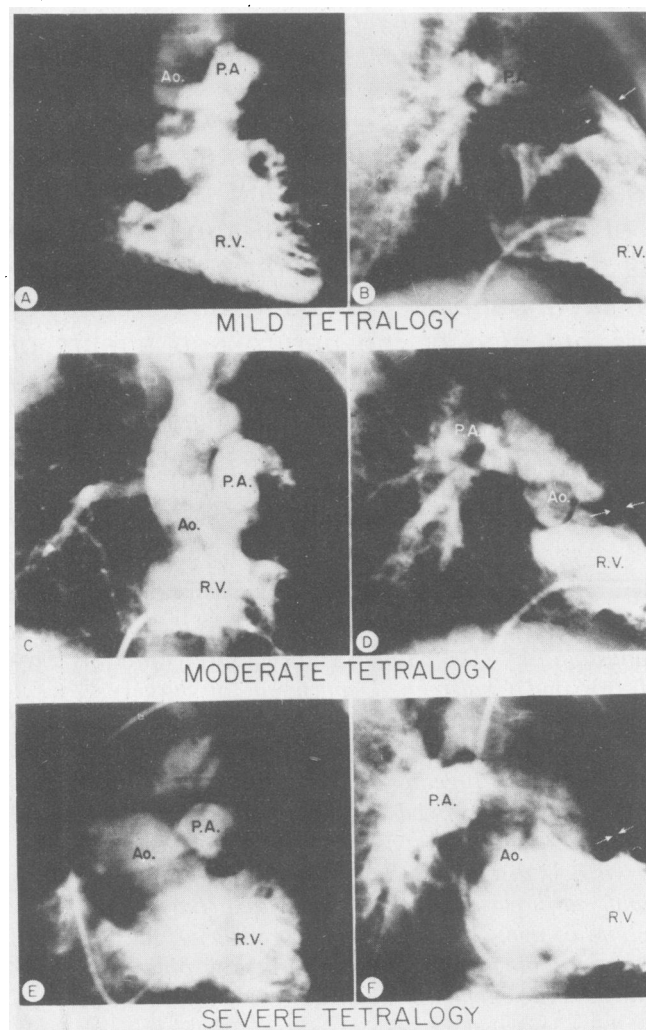 Ao. P.A P.A.
R.V. R.V.
A B
MILD TETRALOGY
P.A. P.A.
Ao. Ao.
R.V. R.V.
C D
MODERATE TETRALOGY
P.A. P.A.
Ao. Ao.
R.V. R.V.
E F
SEVERE TETRALOGY